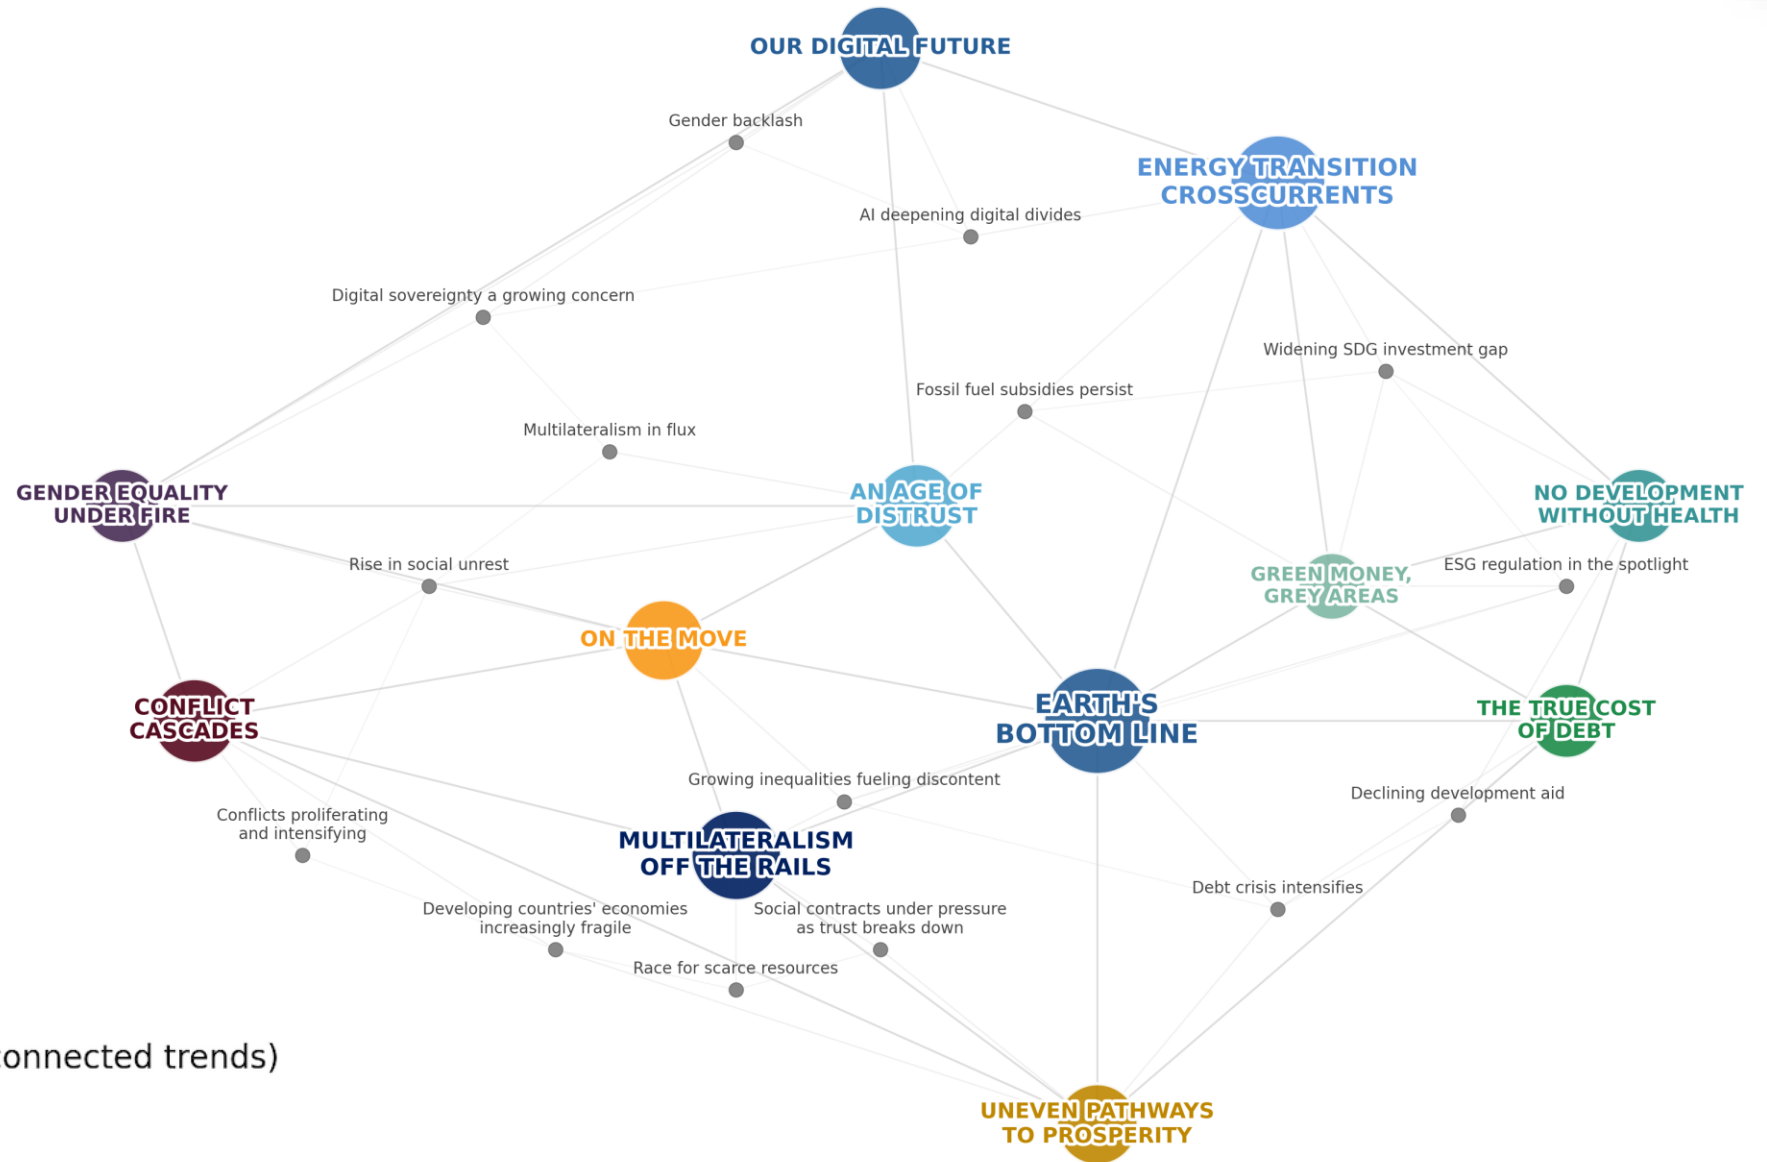 OUR DIGITAL FUTURE
Gender backlash
ENERGY TRANSITION
CROSSCURRENTS
AI deepening digital divides
Digital sovereignty a growing concern
Widening SDG investment gap
Fossil fuel subsidies persist
Multilateralism in flux
GENDER EQUALITY
UNDER FIRE
AN AGE OF
DISTRUST
NO DEVELOPMENT
WITHOUT HEALTH
Rise in social unrest
GREEN MONEY,
GREY AREAS
ESG regulation in the spotlight
ON THE MOVE
CONFLICT
CASCADES
EARTH'S
BOTTOM LINE
THE TRUE COST
OF DEBT
Growing inequalities fueling discontent
Declining development aid
Conflicts proliferating
and intensifying
MULTILATERALISM
OFF THE RAILS
Debt crisis intensifies
Developing countries' economies
increasingly fragile
Social contracts under pressure
as trust breaks down
Race for scarce resources
connected trends)
UNEVEN PATHWAYS
TO PROSPERITY